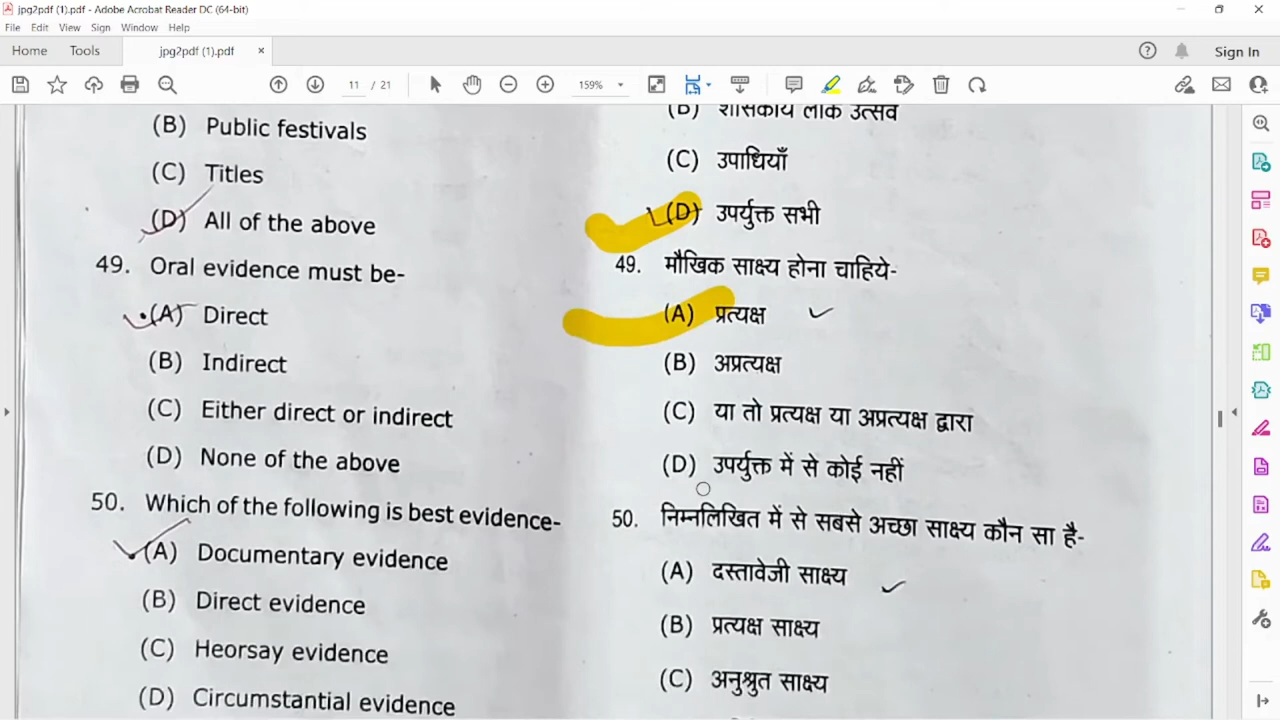 jpg2pdf (1).pdf - Adobe Acrobat Reader DC (64-bit)
File Edit View Sign Window Help
Home Tools jpg2pdf (1).pdf × Sign In
11 / 21 159%
(B) Public festivals
(C) Titles
(D) All of the above
49. Oral evidence must be-
(A) Direct
(B) Indirect
(C) Either direct or indirect
(D) None of the above
50. Which of the following is best evidence-
(A) Documentary evidence
(B) Direct evidence
(C) Heorsay evidence
(D) Circumstantial evidence
(B) शासकीय लोक उत्सव
(C) उपाधियाँ
(D) उपर्युक्त सभी
49. मौखिक साक्ष्य होना चाहिये-
(A) प्रत्यक्ष
(B) अप्रत्यक्ष
(C) या तो प्रत्यक्ष या अप्रत्यक्ष द्वारा
(D) उपर्युक्त में से कोई नहीं
50. निम्नलिखित में से सबसे अच्छा साक्ष्य कौन सा है-
(A) दस्तावेजी साक्ष्य
(B) प्रत्यक्ष साक्ष्य
(C) अनुश्रुत साक्ष्य